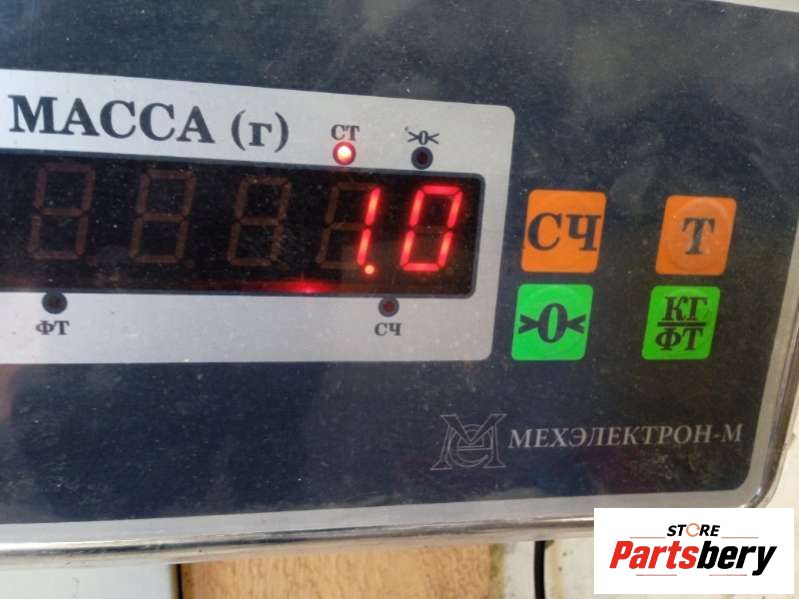 МАССА (г)
СТ
>0<
1.0
ФТ
СЧ
СЧ
Т
>0<
КГ
ФТ
МЕХЭЛЕКТРОН-М
STORE
Partsbery